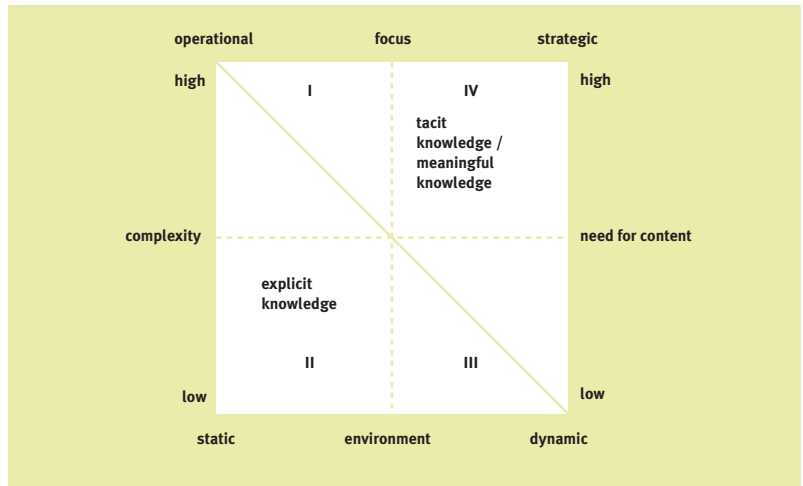 operational focus strategic
high high
I IV
tacit
knowledge /
meaningful
knowledge
complexity need for content
explicit
knowledge
II III
low low
static environment dynamic